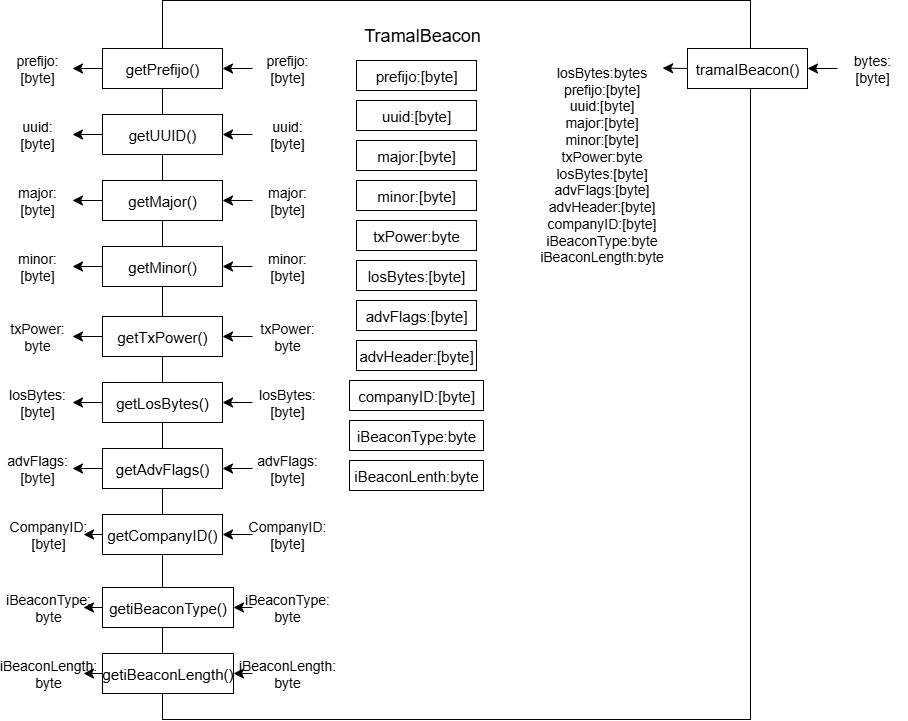 TramalBeacon
prefijo:
[byte]
getPrefijo()
prefijo:
[byte]
uuid:
[byte]
getUUID()
uuid:
[byte]
major:
[byte]
getMajor()
major:
[byte]
minor:
[byte]
getMinor()
minor:
[byte]
txPower:
byte
getTxPower()
txPower:
byte
losBytes:
[byte]
getLosBytes()
losBytes:
[byte]
advFlags:
[byte]
getAdvFlags()
advFlags:
[byte]
CompanyID:
[byte]
getCompanyID()
CompanyID:
[byte]
iBeaconType:
byte
getiBeaconType()
iBeaconType:
byte
iBeaconLength:
byte
getiBeaconLength()
iBeaconLength:
byte
prefijo:[byte]
uuid:[byte]
major:[byte]
minor:[byte]
txPower:byte
losBytes:[byte]
advFlags:[byte]
advHeader:[byte]
companyID:[byte]
iBeaconType:byte
iBeaconLenth:byte
losBytes:bytes
prefijo:[byte]
uuid:[byte]
major:[byte]
minor:[byte]
txPower:byte
losBytes:[byte]
advFlags:[byte]
advHeader:[byte]
companyID:[byte]
iBeaconType:byte
iBeaconLength:byte
tramalBeacon()
bytes:
[byte]